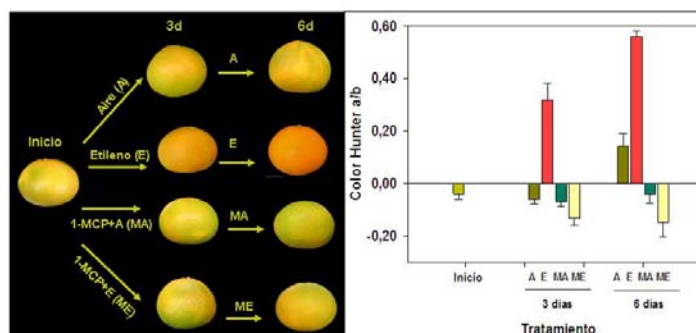 3d 6d
Aire (A) A
Inicio
Etileno (E) E
1-MCP+A (MA) MA
1-MCP+E (ME) ME
Color Hunter a/b
0,60
0,40
0,20
0,00
-0,20
A E MA ME A E MA ME
Inicio 3 dias 6 dias
Tratamiento